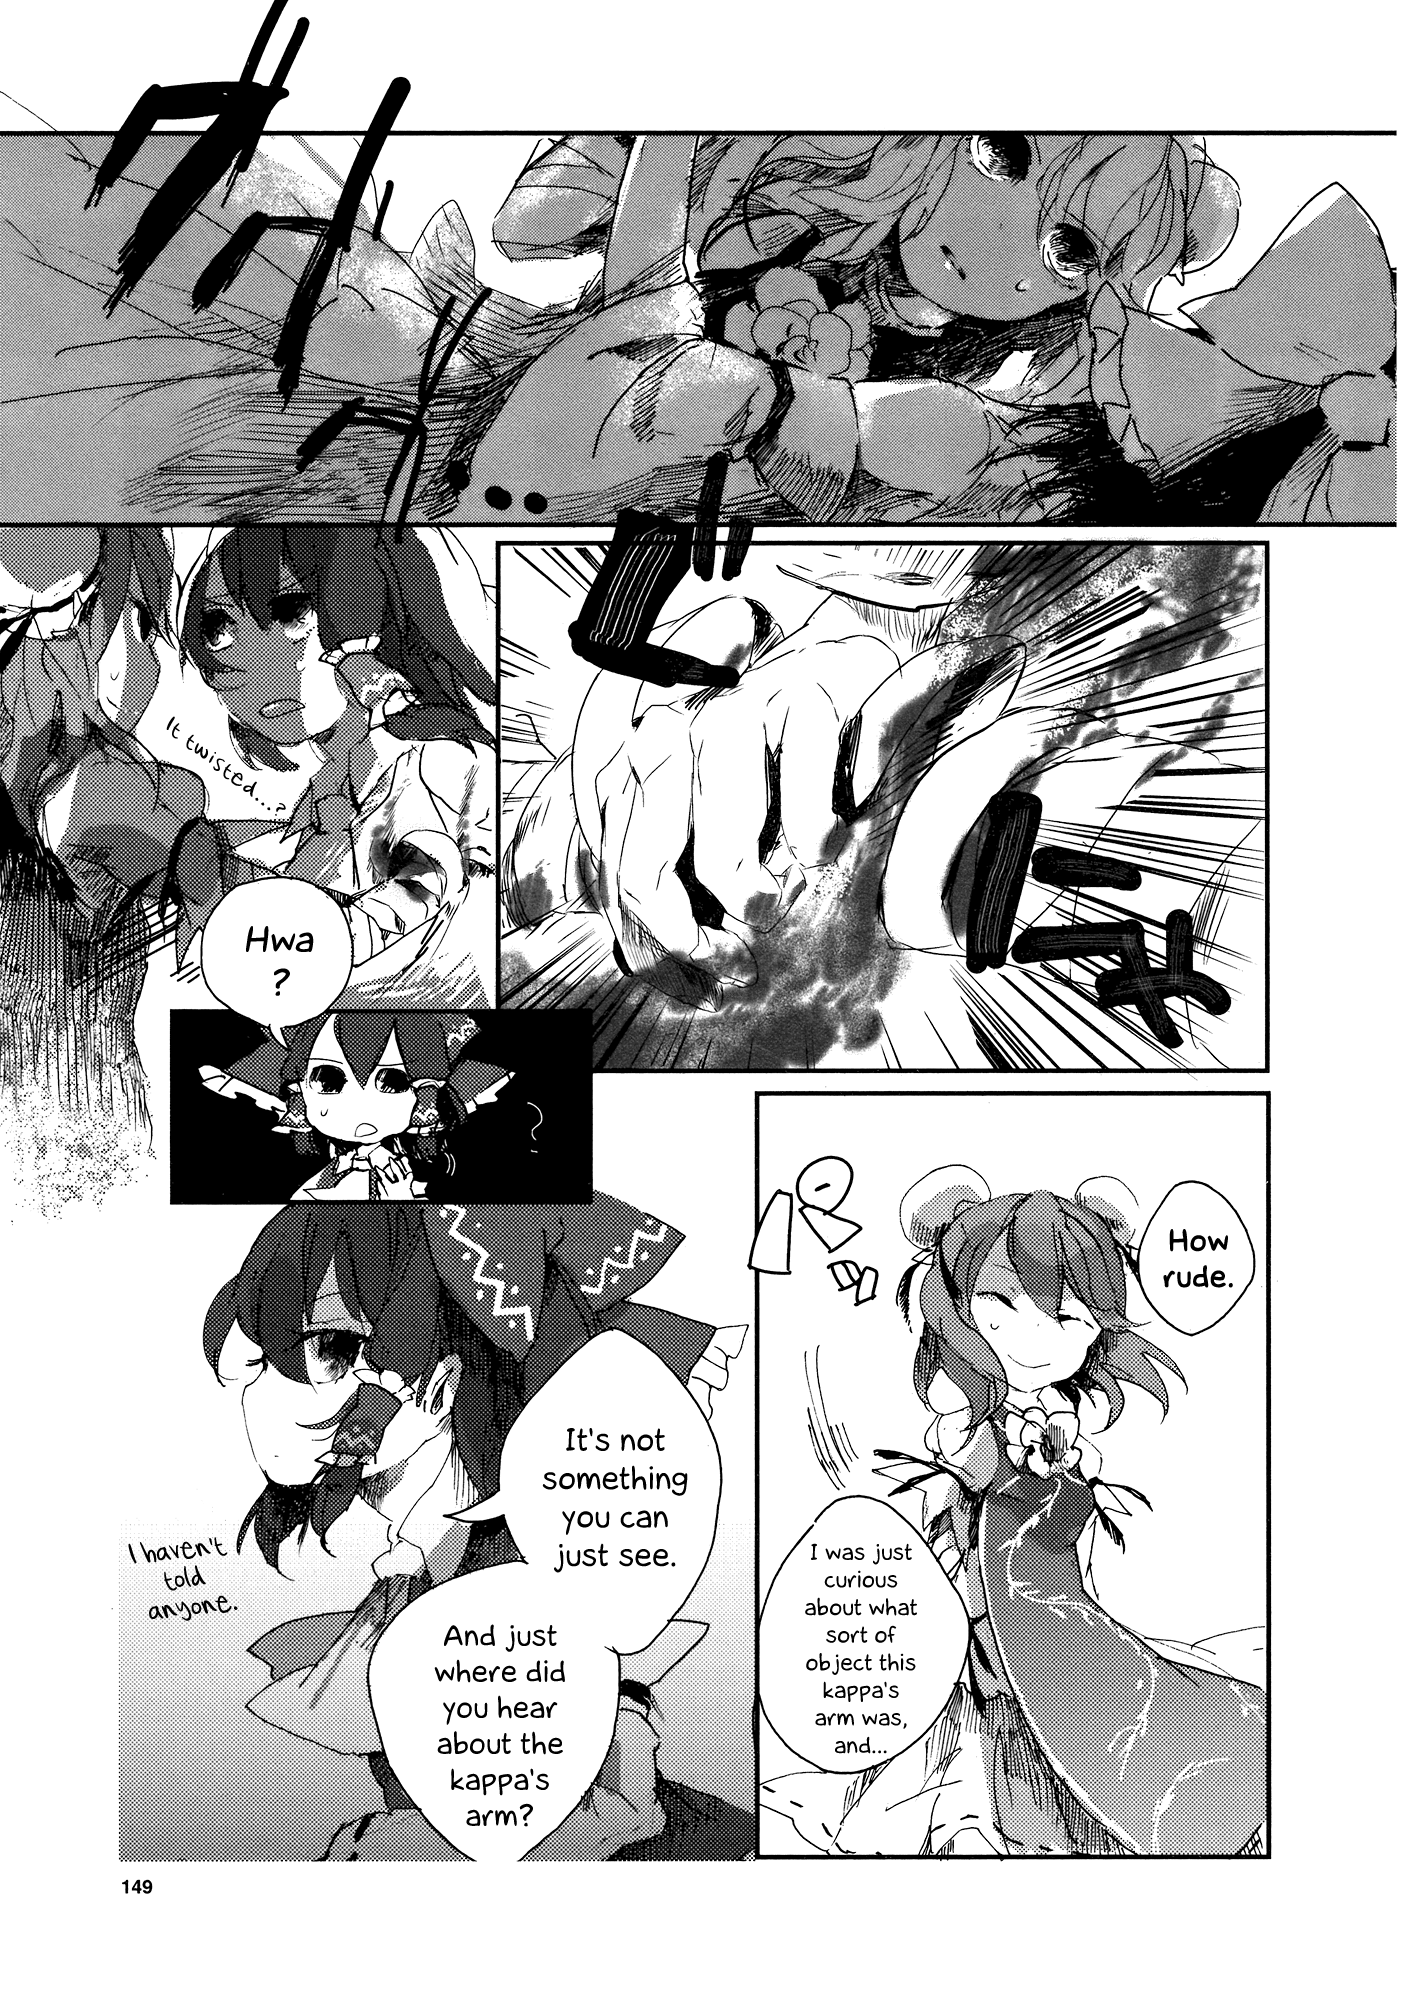 It twisted...?
Hwa
?
How
rude.
I was just
curious
about what
sort of
object this
kappa's
arm was,
and...
It's not
something
you can
just see.
And just
where did
you hear
about the
kappa's
arm?
I haven't
told
anyone.
149